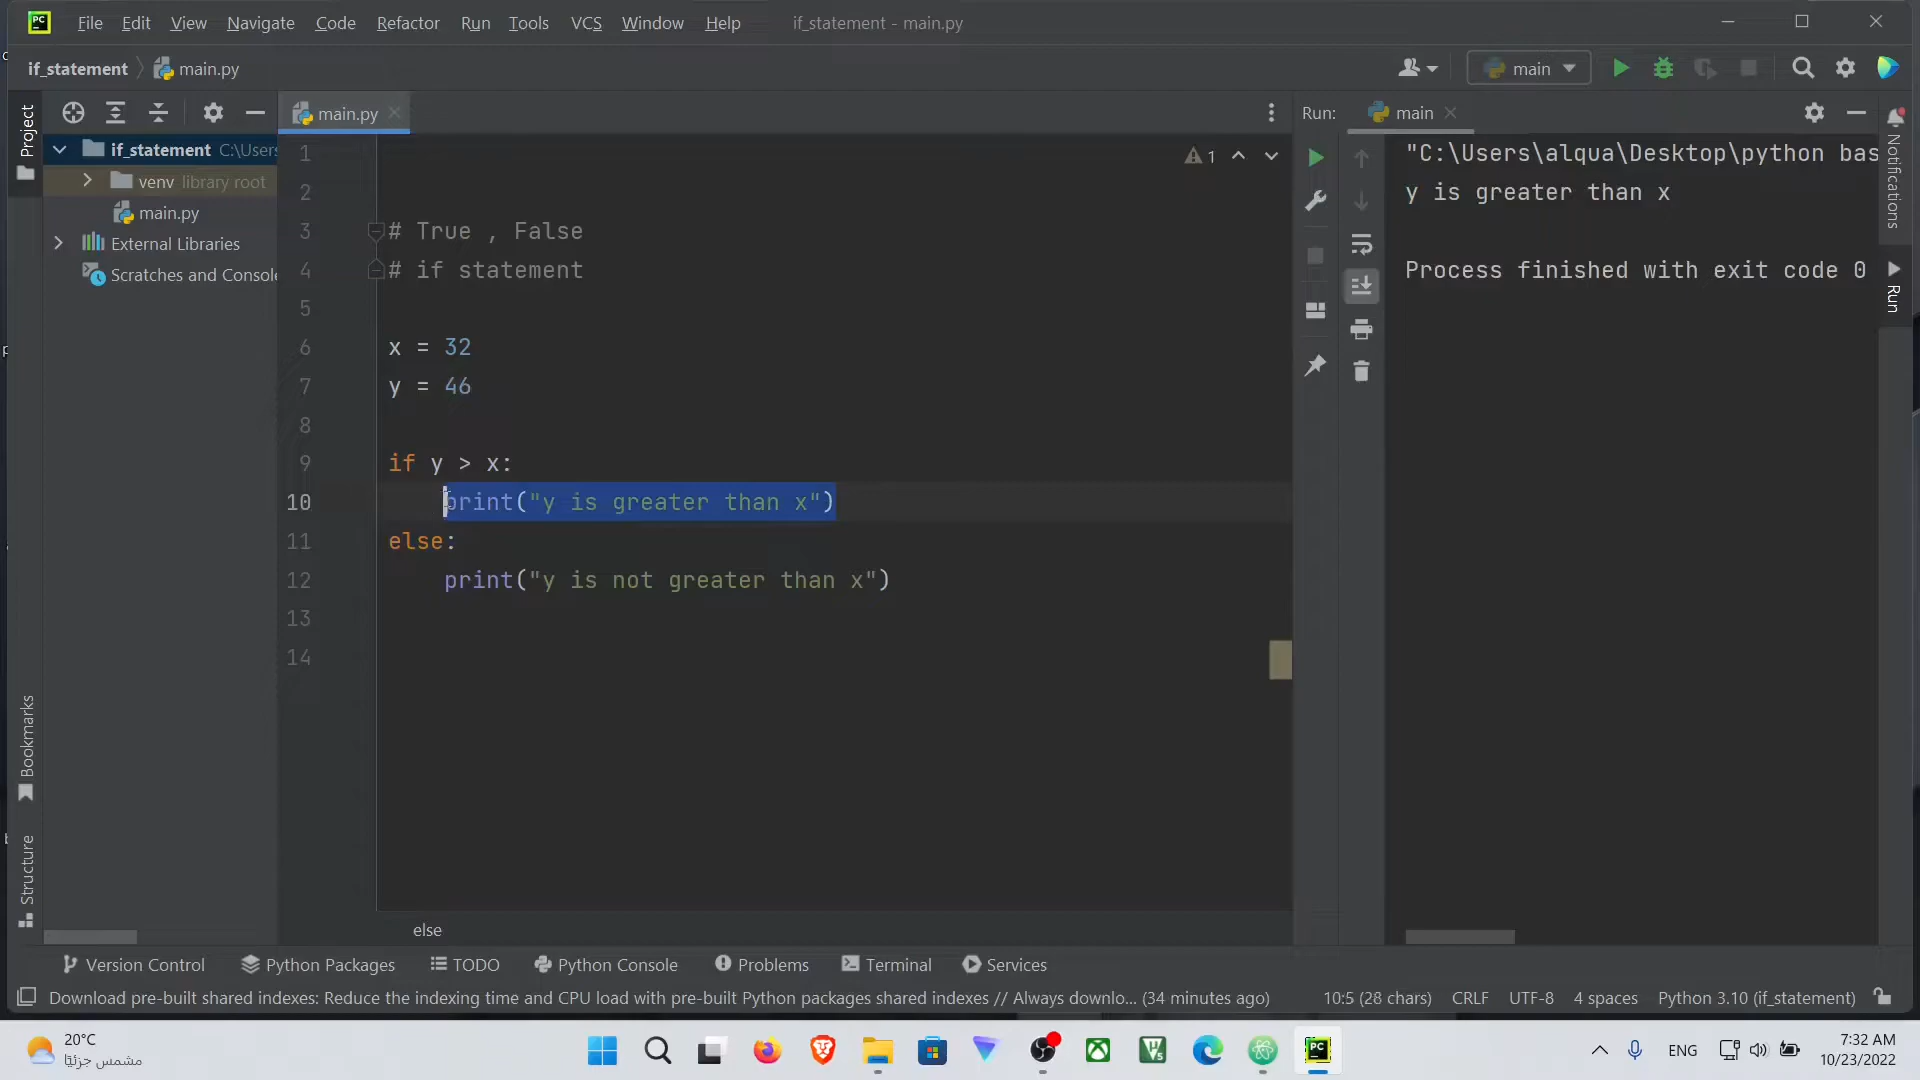 File Edit View Navigate Code Refactor Run Tools VCS Window Help if_statement - main.py
if_statement main.py main
Project main.py Run: main
if_statement C:\Users
venv library root
main.py
External Libraries
Scratches and Console
1
2
3 # True , False
4 # if statement
5
6 x = 32
7 y = 46
8
9 if y > x:
10 print("y is greater than x")
11 else:
12 print("y is not greater than x")
13
14
1
else
"C:\Users\alqua\Desktop\python bas
y is greater than x
Process finished with exit code 0
Notifications
Run
Bookmarks
Structure
Version Control Python Packages TODO Python Console Problems Terminal Services
Download pre-built shared indexes: Reduce the indexing time and CPU load with pre-built Python packages shared indexes // Always downlo... (34 minutes ago) 10:5 (28 chars) CRLF UTF-8 4 spaces Python 3.10 (if_statement)
20°C
مشمس جزئيًا
ENG
7:32 AM
10/23/2022